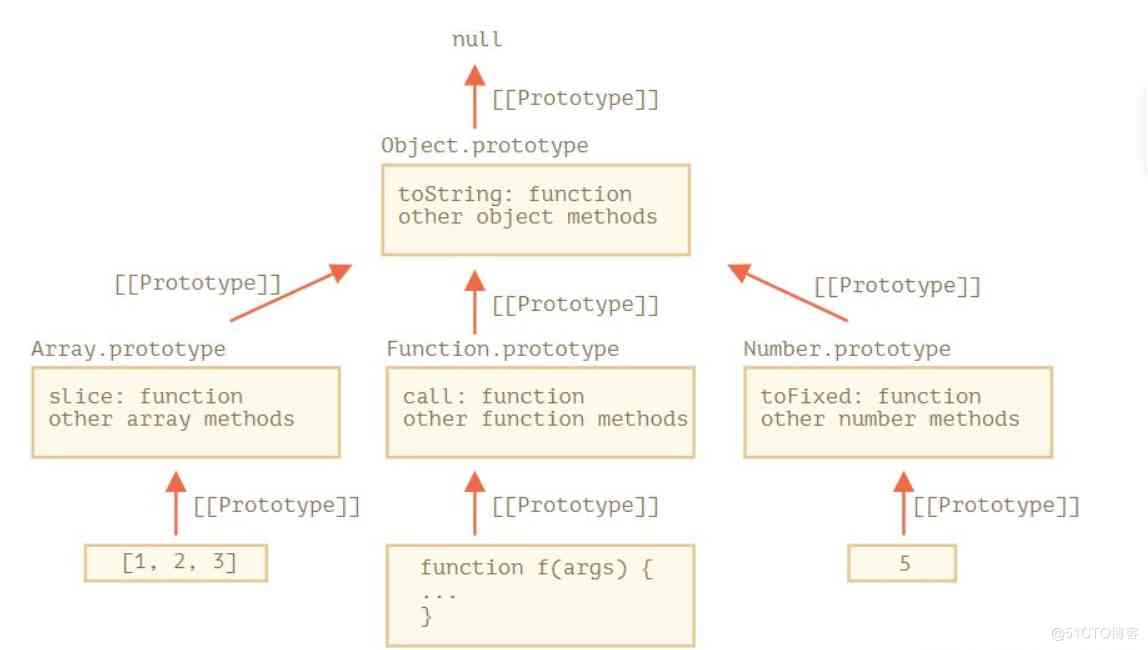 null
[[Prototype]]
Object.prototype
toString: function
other object methods
[[Prototype]]
[[Prototype]]
[[Prototype]]
Array.prototype
slice: function
other array methods
Function.prototype
call: function
other function methods
Number.prototype
toFixed: function
other number methods
[[Prototype]]
[[Prototype]]
[[Prototype]]
[1, 2, 3]
function f(args) {
...
}
5
@51CTO博客